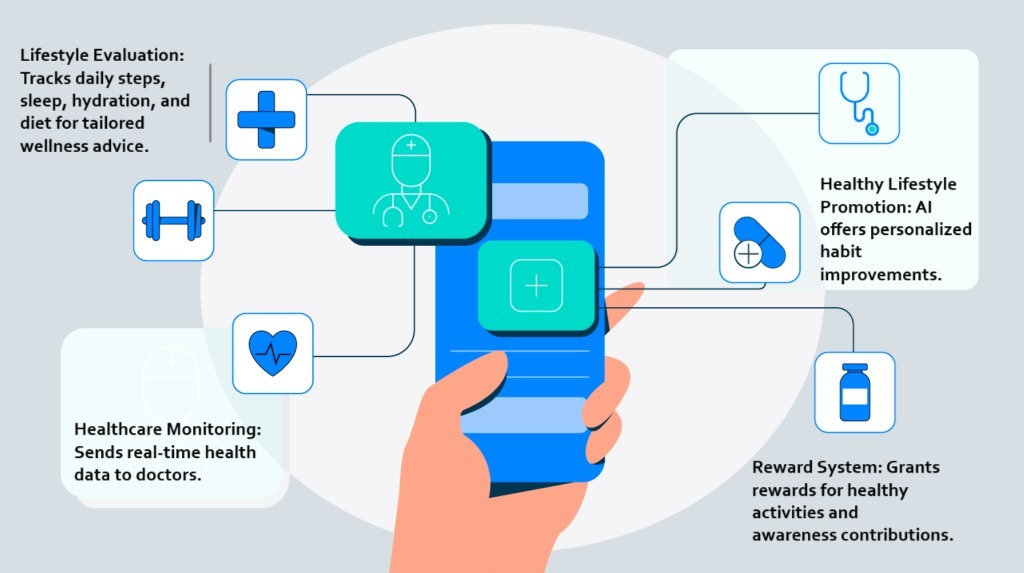 Lifestyle Evaluation:
Tracks daily steps,
sleep, hydration, and
diet for tailored
wellness advice.
Healthy Lifestyle
Promotion: AI
offers personalized
habit
improvements.
Healthcare Monitoring:
Sends real-time health
data to doctors.
Reward System: Grants
rewards for healthy
activities and
awareness contributions.